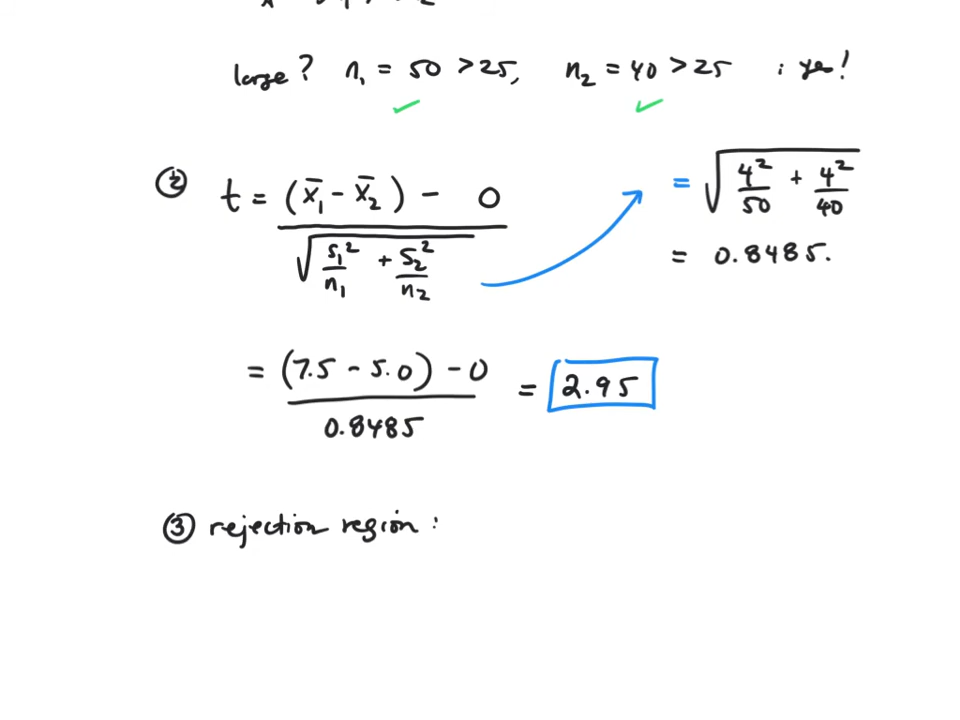 large? n₁ = 50 > 25, n₂ = 40 > 25 : yes!
② t = (x̄₁ - x̄₂) - 0 / √(s₁²/n₁ + s₂²/n₂)
= √(4²/50 + 4²/40)
= 0.8485.
= (7.5 - 5.0) - 0 / 0.8485 = 2.95
③ rejection region: